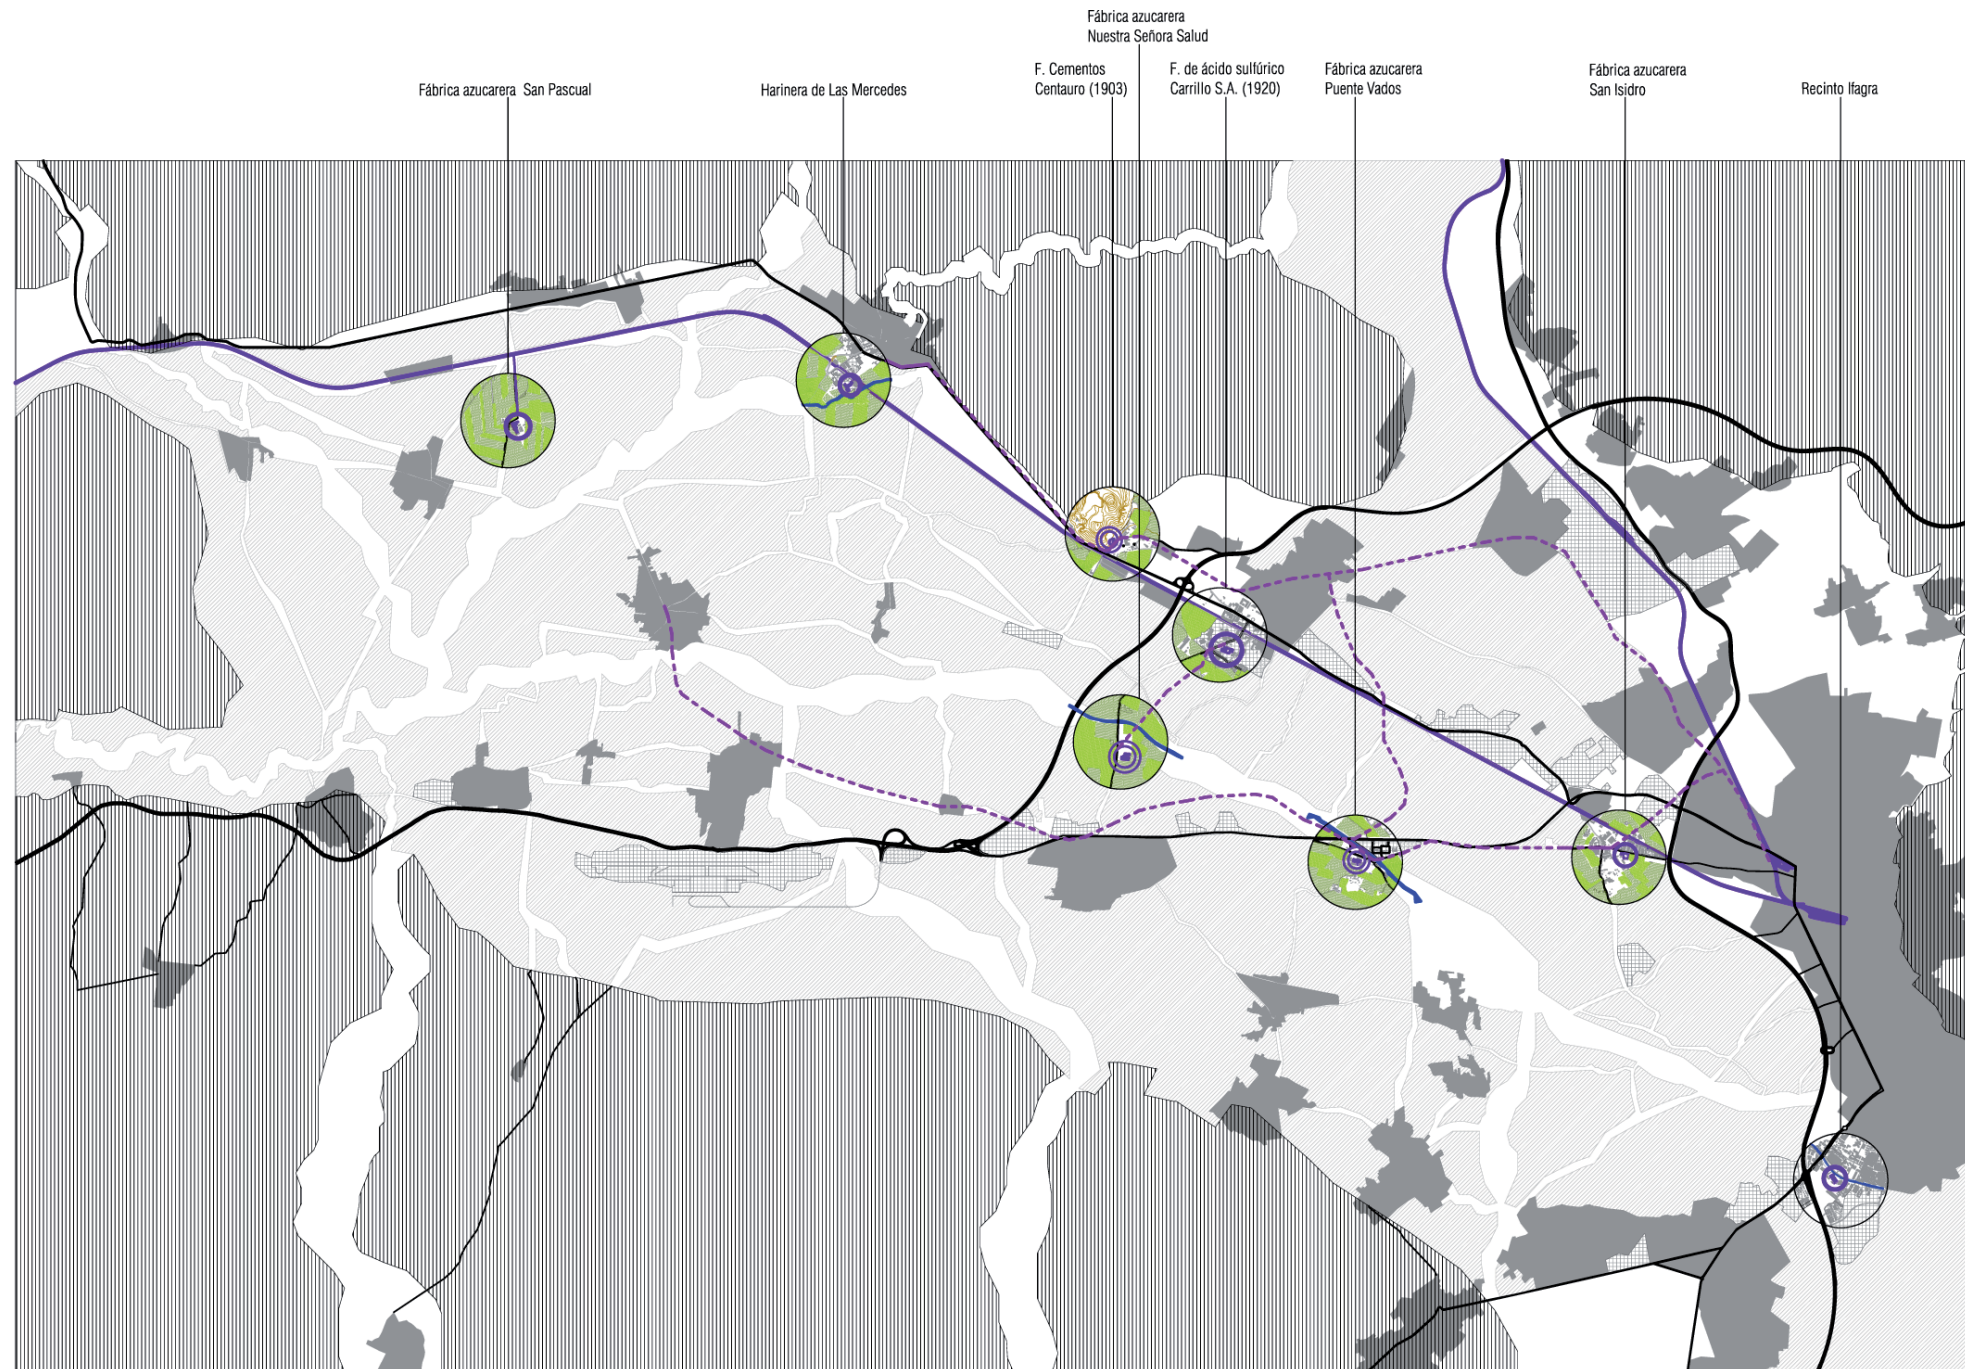 Fábrica azucarera
Nuestra Señora Salud
F. Cementos
Centauro (1903)
F. de ácido sulfúrico
Carrillo S.A. (1920)
Fábrica azucarera
Puente Vados
Fábrica azucarera
San Isidro
Fábrica azucarera San Pascual
Harinera de Las Mercedes
Recinto Ifagra